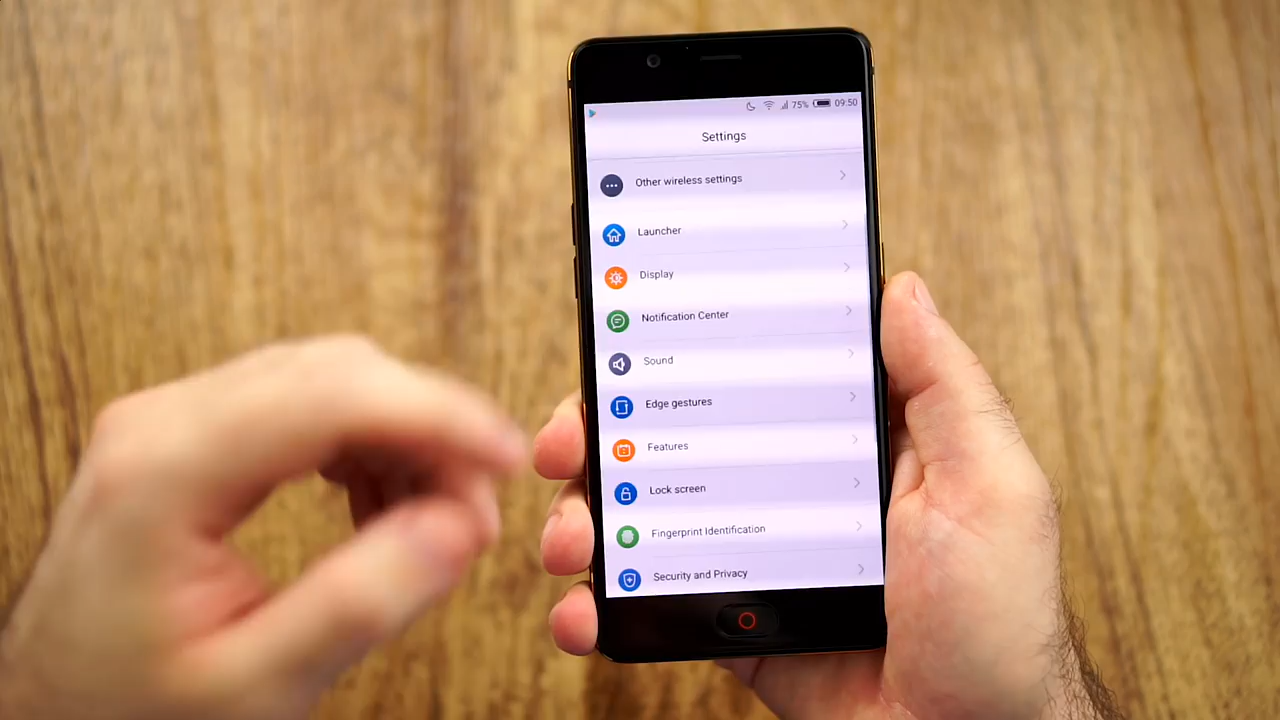 75% 09:50
Settings
Other wireless settings
Launcher
Display
Notification Center
Sound
Edge gestures
Features
Lock screen
Fingerprint Identification
Security and Privacy